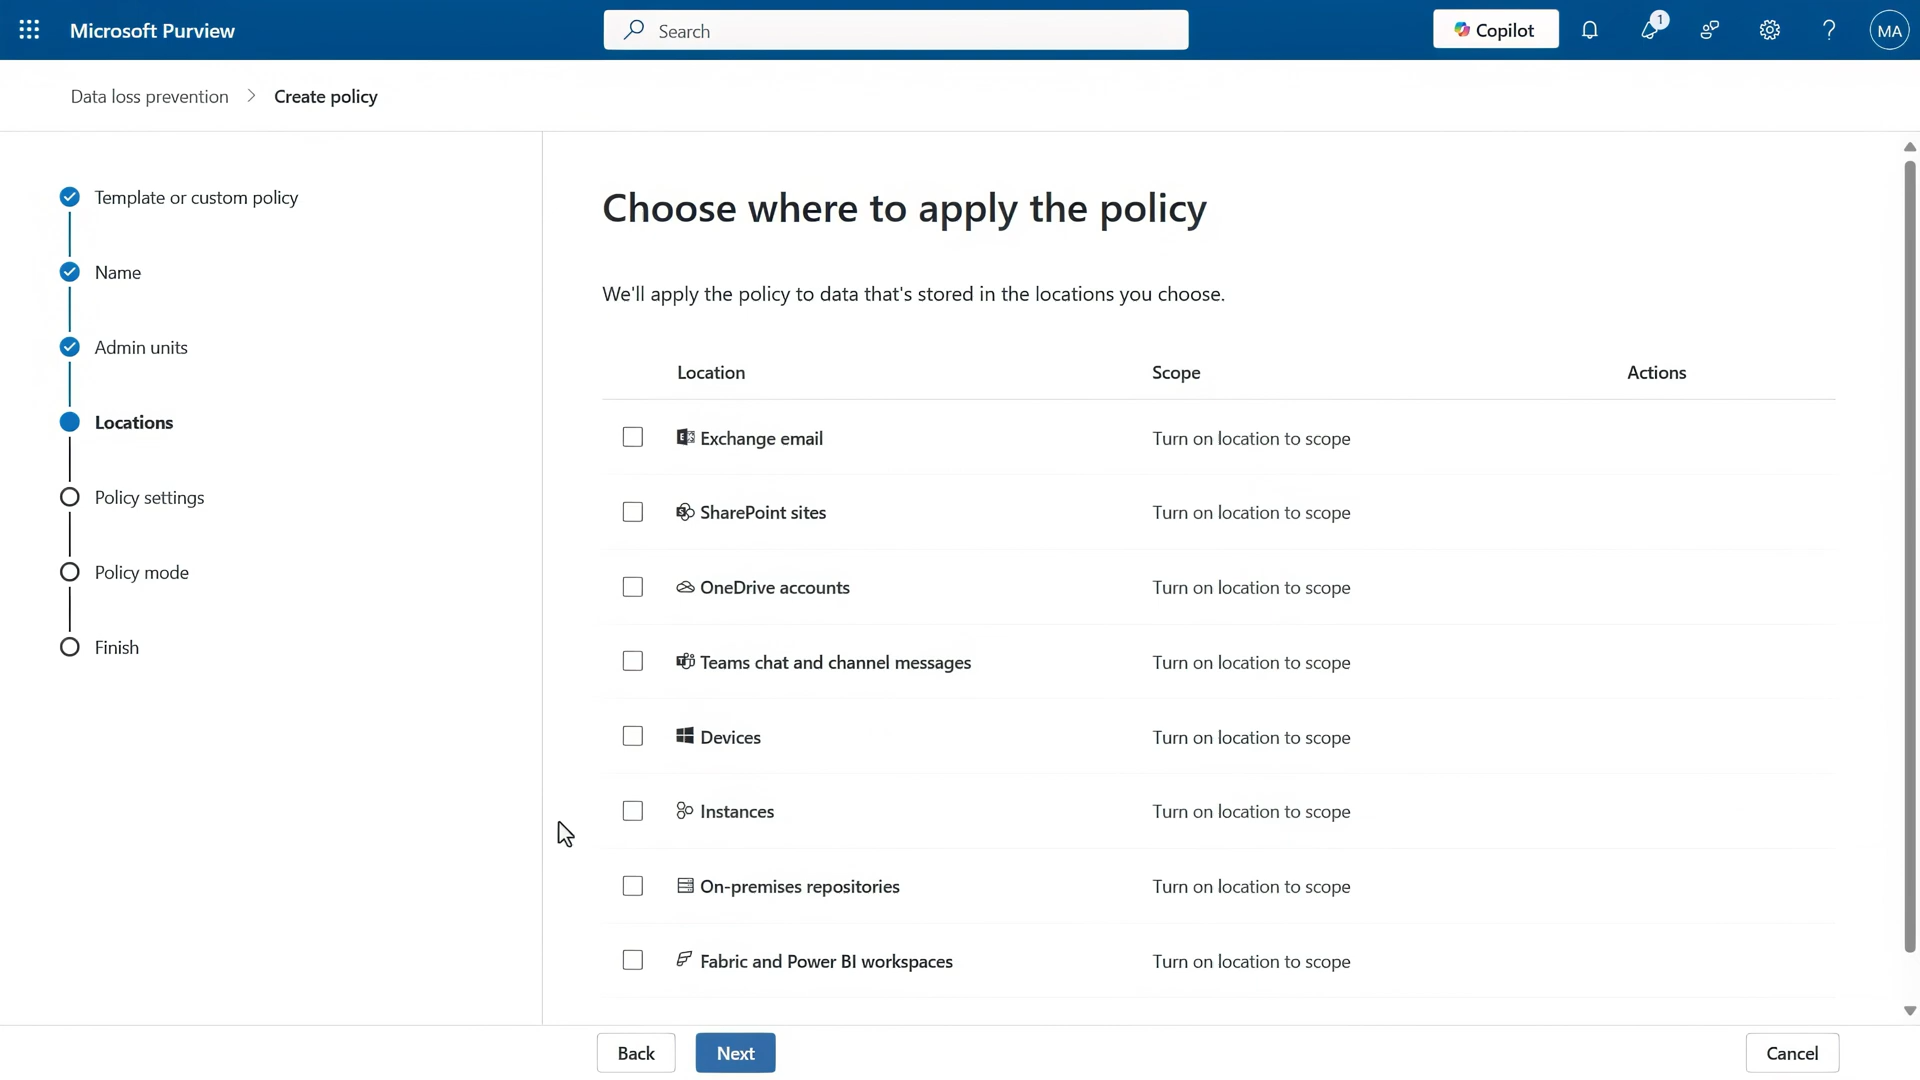 Microsoft Purview
Search
Copilot
1
MA
Data loss prevention
Create policy
Template or custom policy
Name
Admin units
Locations
Policy settings
Policy mode
Finish
Choose where to apply the policy
We'll apply the policy to data that's stored in the locations you choose.
Location Scope Actions
Exchange email Turn on location to scope
SharePoint sites Turn on location to scope
OneDrive accounts Turn on location to scope
Teams chat and channel messages Turn on location to scope
Devices Turn on location to scope
Instances Turn on location to scope
On-premises repositories Turn on location to scope
Fabric and Power BI workspaces Turn on location to scope
Back Next Cancel